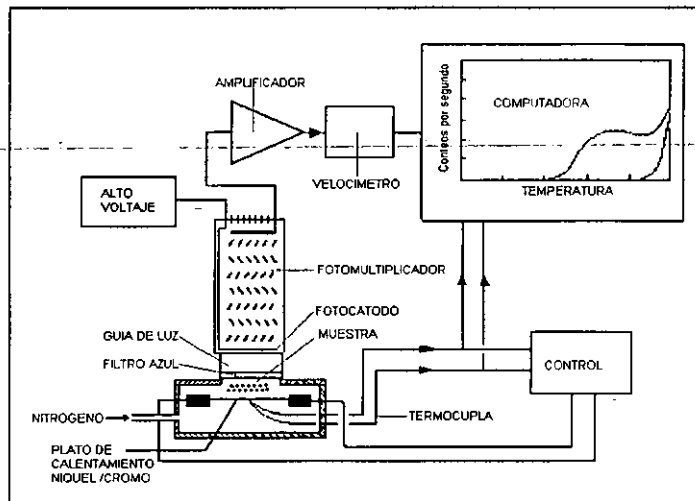 AMPLIFICADOR
VELOCIMETRO
COMPUTADORA
Conteos por segundo
TEMPERATURA
ALTO
VOLTAJE
FOTOMULTIPLICADOR
FOTOCATODO
GUIA DE LUZ
MUESTRA
FILTRO AZUL
CONTROL
NITROGENO
TERMOCUPLA
PLATO DE
CALENTAMIENTO
NIQUEL/CROMO